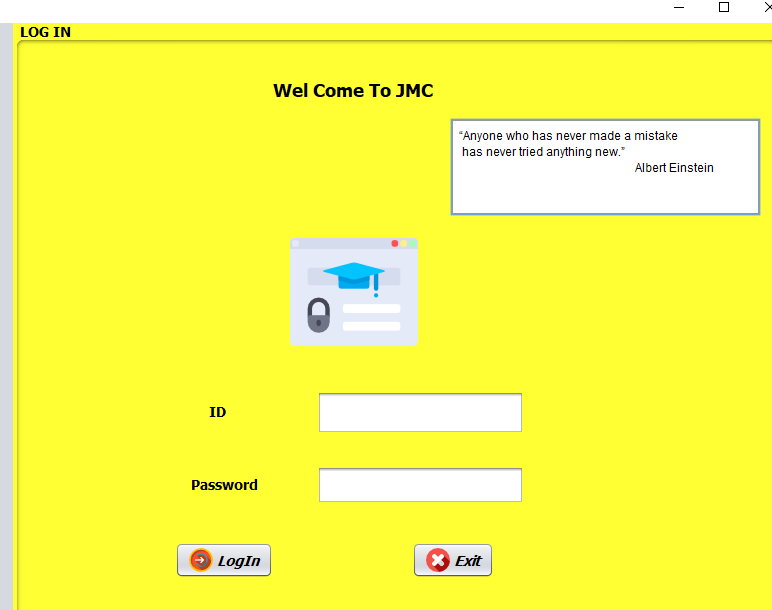 LOG IN
Wel Come To JMC
“Anyone who has never made a mistake
has never tried anything new.”
Albert Einstein
ID
Password
LogIn
Exit